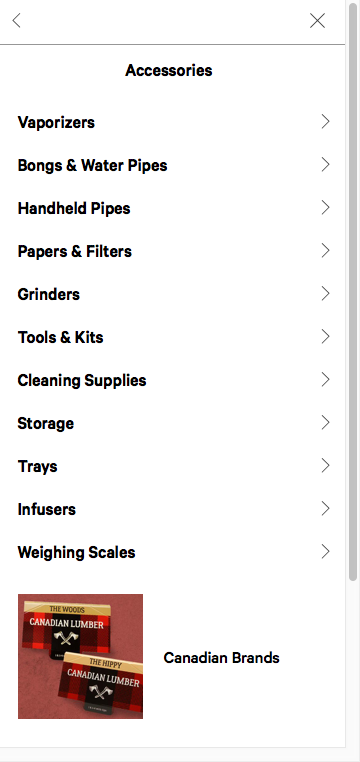 Accessories
Vaporizers
Bongs & Water Pipes
Handheld Pipes
Papers & Filters
Grinders
Tools & Kits
Cleaning Supplies
Storage
Trays
Infusers
Weighing Scales
THE WOODS
CANADIAN LUMBER
THE HIPPY
CANADIAN LUMBER
Canadian Brands